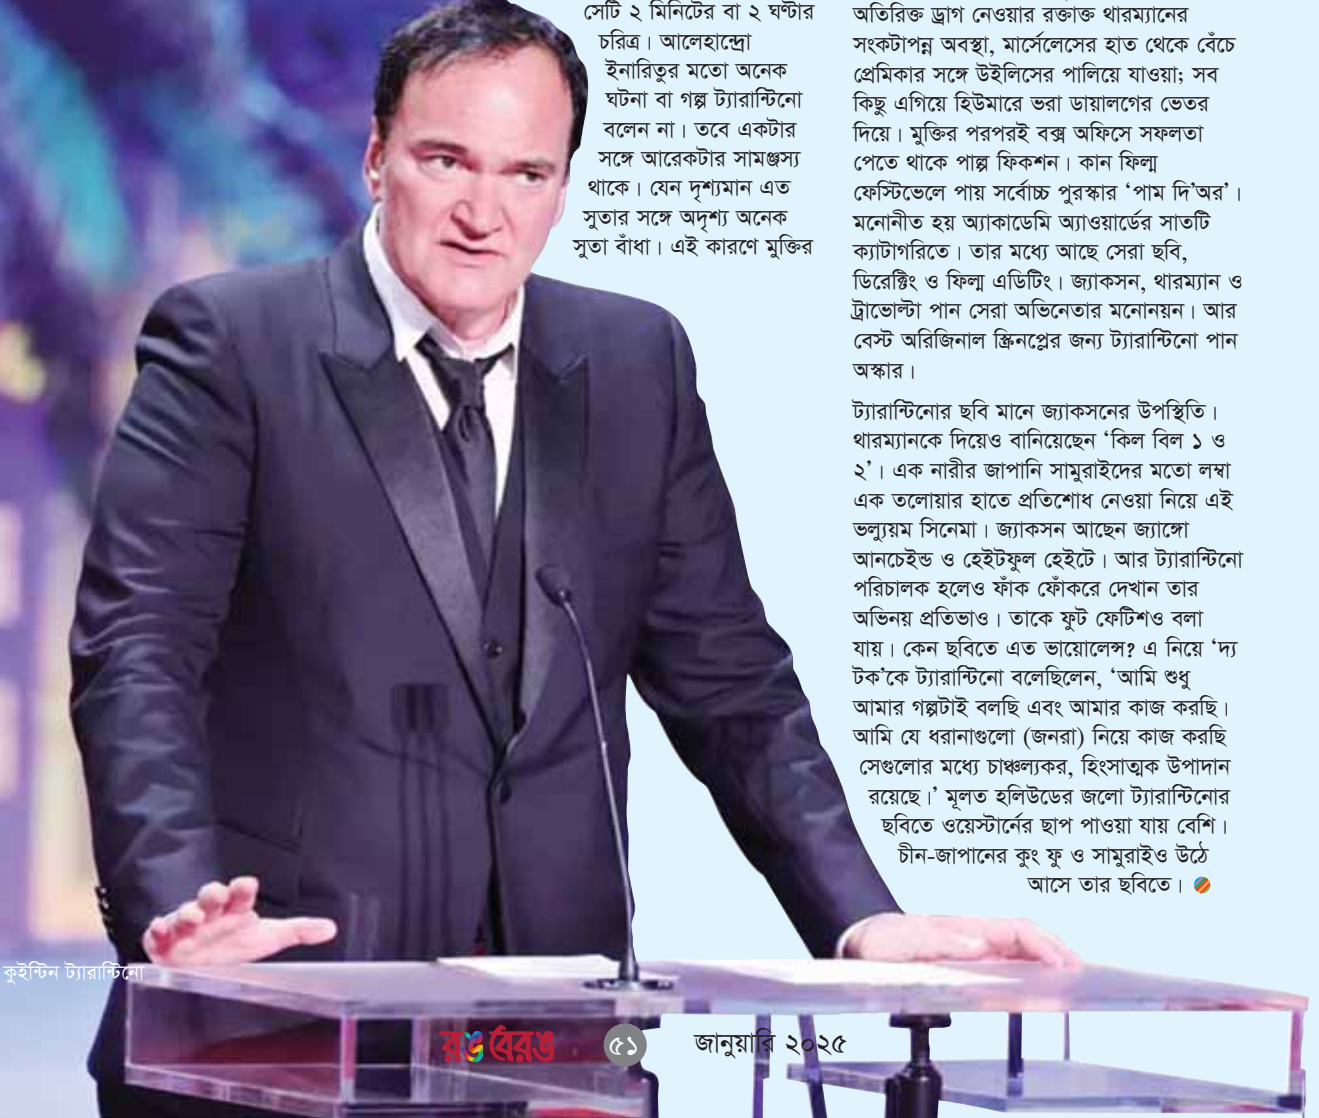 সেটি ২ মিনিটের বা ২ ঘণ্টার
চরিত্র। আলেহান্দ্রো
ইনারিতুর মতো অনেক
ঘটনা বা গল্প ট্যারান্টিনো
বলেন না। তবে একটার
সঙ্গে আরেকটার সামঞ্জস্য
থাকে। যেন দৃশ্যমান এত
সুতার সঙ্গে অদৃশ্য অনেক
সুতা বাঁধা। এই কারণে মুক্তির
অতিরিক্ত ড্রাগ নেওয়ার রক্তাক্ত থারম্যানের
সংকটাপন্ন অবস্থা, মার্সেলেসের হাত থেকে বেঁচে
প্রেমিকার সঙ্গে উইলিসের পালিয়ে যাওয়া; সব
কিছু এগিয়ে হিউমারে ভরা ডায়ালগের ভেতর
দিয়ে। মুক্তির পরপরই বক্স অফিসে সফলতা
পেতে থাকে পাল্প ফিকশন। কান ফিল্ম
ফেস্টিভেলে পায় সর্বোচ্চ পুরস্কার ‘পাম দি’অর’।
মনোনীত হয় অ্যাকাডেমি অ্যাওয়ার্ডের সাতটি
ক্যাটাগরিতে। তার মধ্যে আছে সেরা ছবি,
ডিরেক্টিং ও ফিল্ম এডিটিং। জ্যাকসন, থারম্যান ও
ট্রাভোল্টা পান সেরা অভিনেতার মনোনয়ন। আর
বেস্ট অরিজিনাল স্ক্রিনপ্লের জন্য ট্যারান্টিনো পান
অস্কার।
ট্যারান্টিনোর ছবি মানে জ্যাকসনের উপস্থিতি।
থারম্যানকে দিয়েও বানিয়েছেন ‘কিল বিল ১ ও
২’। এক নারীর জাপানি সামুরাইদের মতো লম্বা
এক তলোয়ার হাতে প্রতিশোধ নেওয়া নিয়ে এই
ভল্যুয়ম সিনেমা। জ্যাকসন আছেন জ্যাঙ্গো
আনচেইন্ড ও হেইটফুল হেইটে। আর ট্যারান্টিনো
পরিচালক হলেও ফাঁক ফোঁকরে দেখান তার
অভিনয় প্রতিভাও। তাকে ফুট ফেটিশও বলা
যায়। কেন ছবিতে এত ভায়োলেন্স? এ নিয়ে ‘দ্য
টক’কে ট্যারান্টিনো বলেছিলেন, ‘আমি শুধু
আমার গল্পটাই বলছি এবং আমার কাজ করছি।
আমি যে ধরানাগুলো (জনরা) নিয়ে কাজ করছি
সেগুলোর মধ্যে চাঞ্চল্যকর, হিংসাত্মক উপাদান
রয়েছে।’ মূলত হলিউডের জলো ট্যারান্টিনোর
ছবিতে ওয়েস্টার্নের ছাপ পাওয়া যায় বেশি।
চীন-জাপানের কুং ফু ও সামুরাইও উঠে
আসে তার ছবিতে।
কুইন্টিন ট্যারান্টিনো
রঙবেরঙ ৫১ জানুয়ারি ২০২৫